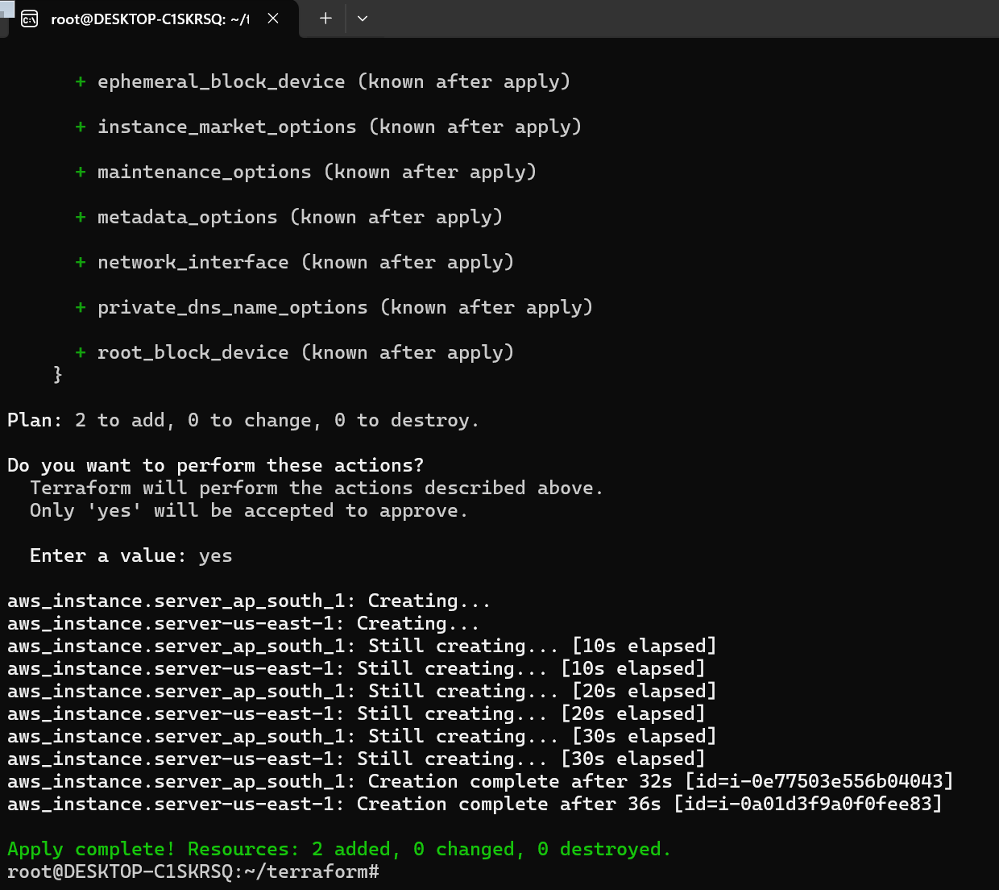 root@DESKTOP-C1SKRSQ: ~/t
+ ephemeral_block_device (known after apply)
+ instance_market_options (known after apply)
+ maintenance_options (known after apply)
+ metadata_options (known after apply)
+ network_interface (known after apply)
+ private_dns_name_options (known after apply)
+ root_block_device (known after apply)
}
Plan: 2 to add, 0 to change, 0 to destroy.
Do you want to perform these actions?
Terraform will perform the actions described above.
Only 'yes' will be accepted to approve.
Enter a value: yes
aws_instance.server_ap_south_1: Creating...
aws_instance.server-us-east-1: Creating...
aws_instance.server_ap_south_1: Still creating... [10s elapsed]
aws_instance.server-us-east-1: Still creating... [10s elapsed]
aws_instance.server_ap_south_1: Still creating... [20s elapsed]
aws_instance.server-us-east-1: Still creating... [20s elapsed]
aws_instance.server_ap_south_1: Still creating... [30s elapsed]
aws_instance.server-us-east-1: Still creating... [30s elapsed]
aws_instance.server_ap_south_1: Creation complete after 32s [id=i-0e77503e556b04043]
aws_instance.server-us-east-1: Creation complete after 36s [id=i-0a01d3f9a0f0fee83]
Apply complete! Resources: 2 added, 0 changed, 0 destroyed.
root@DESKTOP-C1SKRSQ:~/terraform#